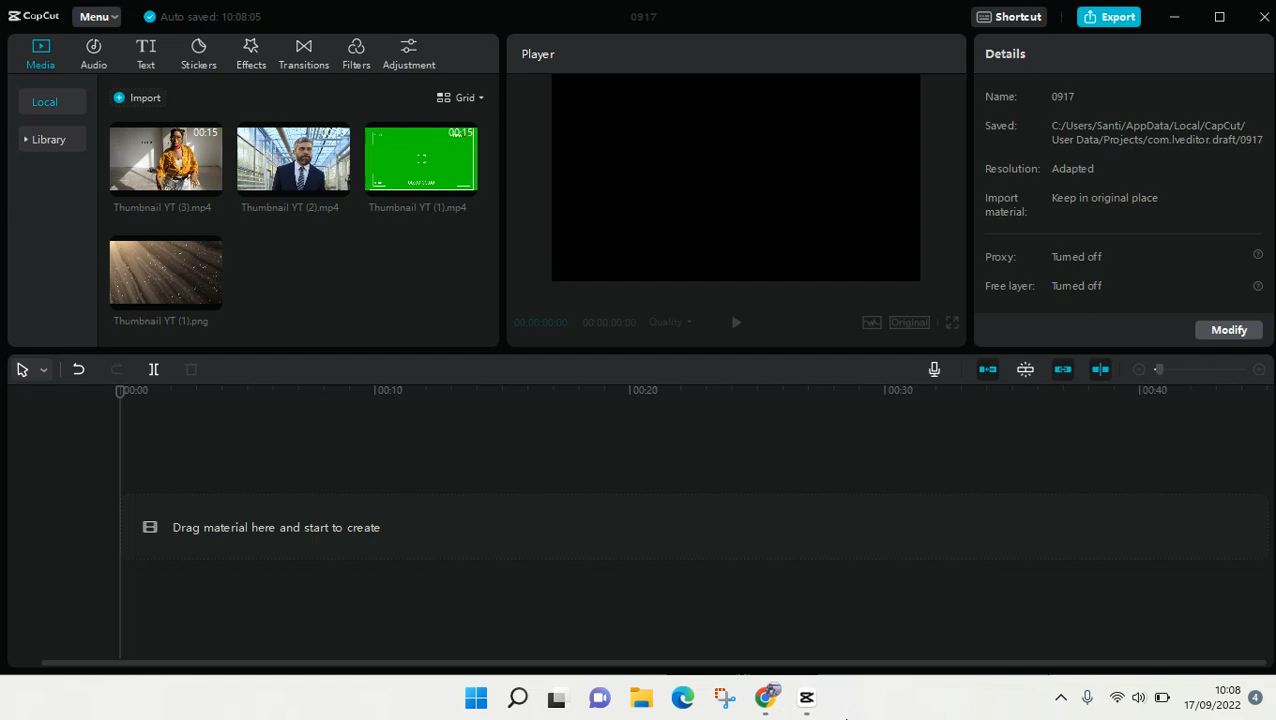 CapCut
Menu
Auto saved: 10:08:05
0917
Shortcut
Export
Media
Audio
Text
Stickers
Effects
Transitions
Filters
Adjustment
Local
Library
Import
Grid
00:15
00:15
Thumbnail YT (3).mp4
Thumbnail YT (2).mp4
Thumbnail YT (1).mp4
Thumbnail YT (1).png
Player
00:00:00:00
00:00:00:00
Quality
Original
Details
Name: 0917
Saved: C:/Users/Santi/AppData/Local/CapCut/
User Data/Projects/com.lveditor.draft/0917
Resolution: Adapted
Import Keep in original place
material:
Proxy: Turned off
Free layer: Turned off
Modify
00:00
00:10
00:20
00:30
00:40
Drag material here and start to create
10:08
17/09/2022
4